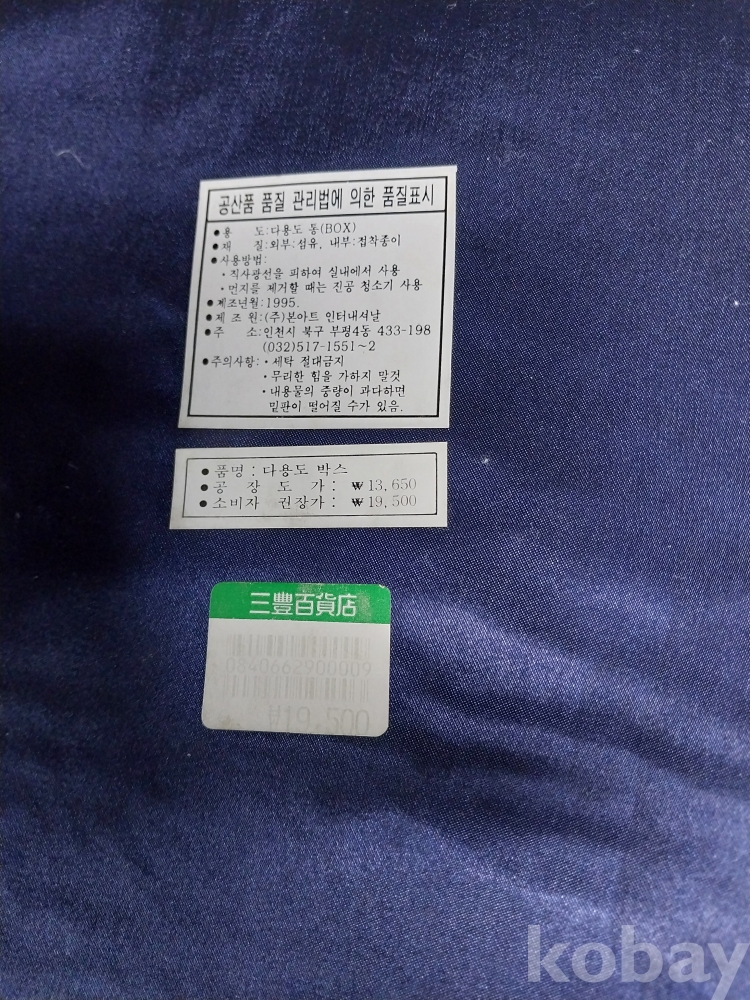 공산품 품질 관리법에 의한 품질표시
●용 도:다용도 통(BOX)
●재 질:외부:섬유, 내부:접착종이
●사용방법:
・직사광선을 피하여 실내에서 사용
・먼지를 제거할 때는 진공 청소기 사용
●제조년월:1995.
●제 조 원:(주)본아트 인터내셔날
●주 소:인천시 북구 부평4동 433-198
(032)517-1551~2
●주의사항:・세탁 절대금지
・무리한 힘을 가하지 말것
・내용물의 중량이 과다하면
밑판이 떨어질 수가 있음.
●품명 : 다용도 박스
●공 장 도 가 : ₩13,650
●소비자 권장가 : ₩19,500
三豐百貨店
0840662900009
₩19,500
kobay